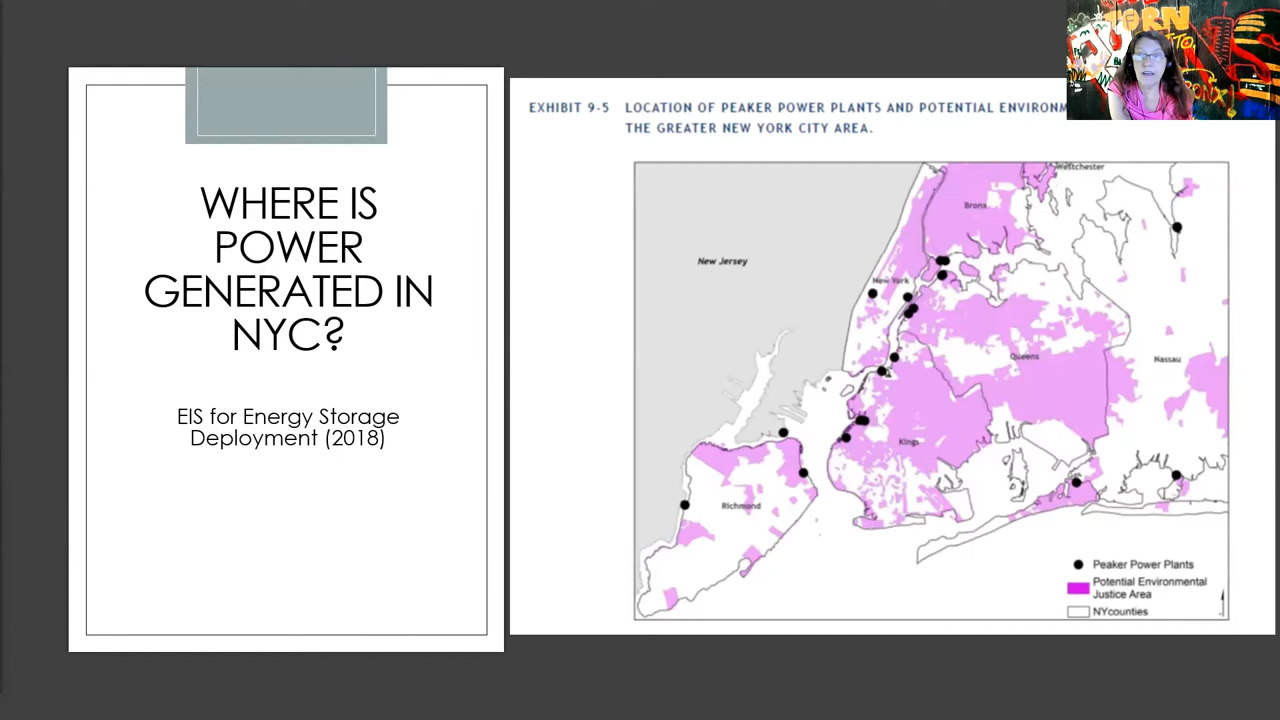 WHERE IS
POWER
GENERATED IN
NYC?
EIS for Energy Storage
Deployment (2018)
EXHIBIT 9-5 LOCATION OF PEAKER POWER PLANTS AND POTENTIAL
THE GREATER NEW YORK CITY AREA.
Westchester
Bronx
New Jersey
New York
Queens
Nassau
Kings
Richmond
Peaker Power Plants
Potential Environmental
Justice Area
NYcounties